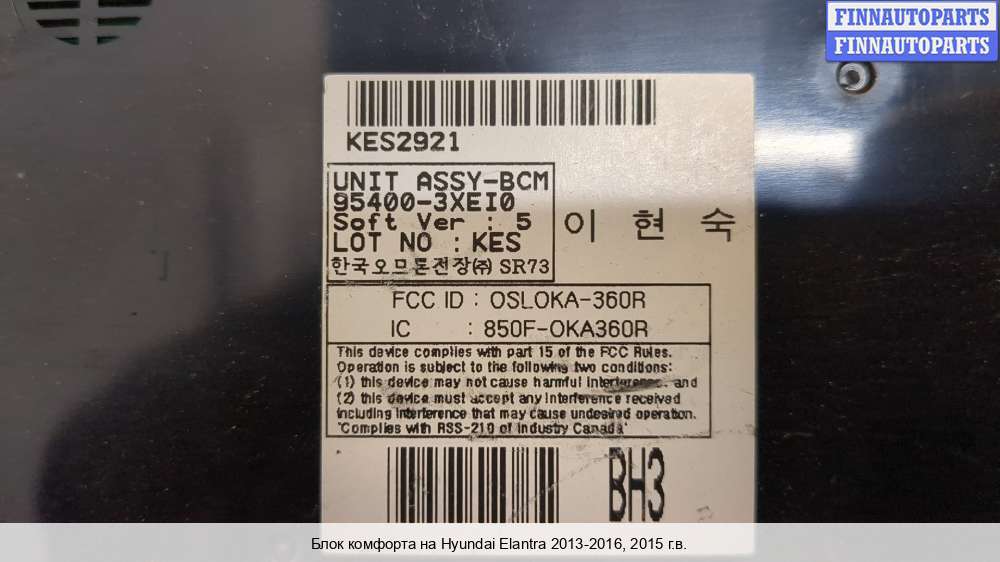 FINNAUTOPARTS
FINNAUTOPARTS
KES2921
UNIT ASSY-BCM
95400-3XEI0
Soft Ver : 5
LOT NO : KES
한국오므론전장㈜ SR73
이 현 숙
FCC ID : OSLOKA-360R
IC : 850F-OKA360R
This device complies with part 15 of the FCC Rules.
Operation is subject to the following two conditions:
(1) this device may not cause harmful interference, and
(2) this device must accept any interference received
including interference that may cause undesired operation.
"Complies with RSS-210 of Industry Canada"
BH3
Блок комфорта на Hyundai Elantra 2013-2016, 2015 г.в.